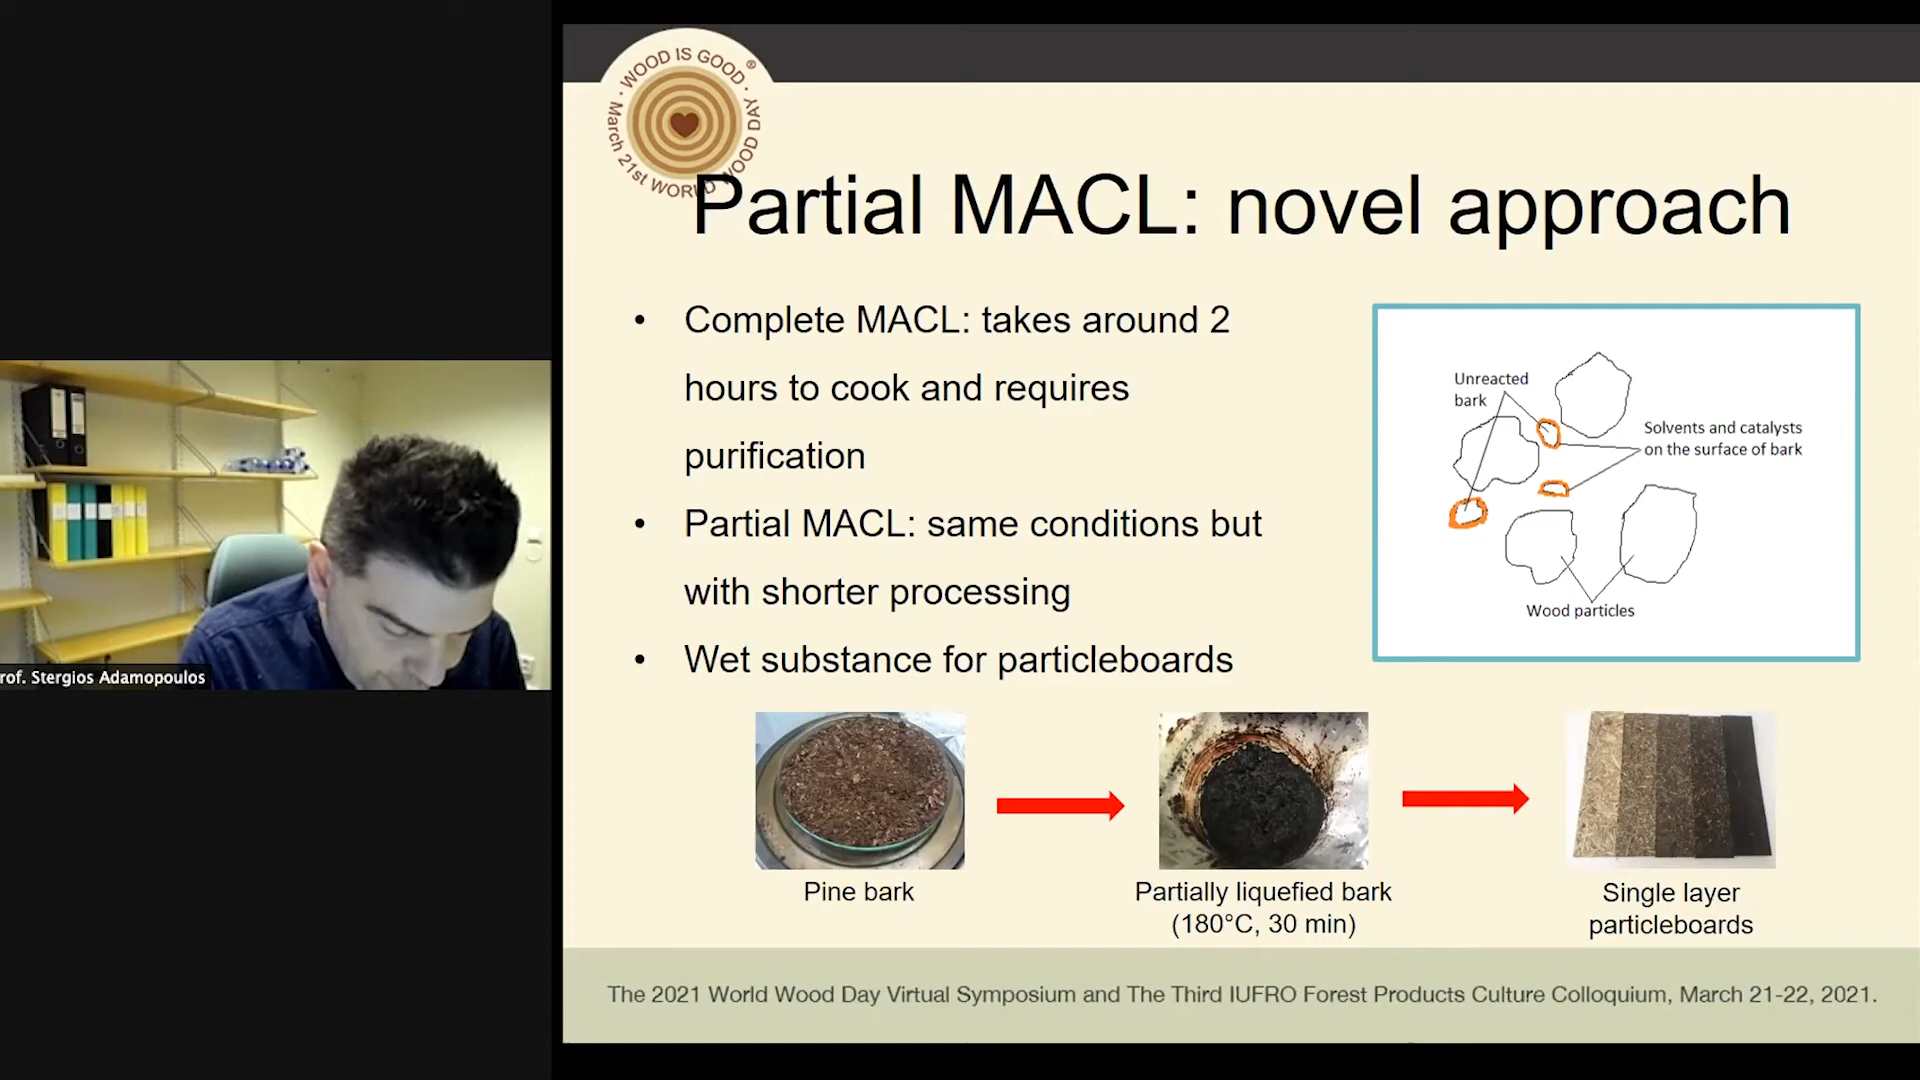 WOOD IS GOOD ®
March 21st WORLD WOOD DAY
Partial MACL: novel approach
• Complete MACL: takes around 2
hours to cook and requires
purification
• Partial MACL: same conditions but
with shorter processing
• Wet substance for particleboards
Unreacted
bark
Solvents and catalysts
on the surface of bark
Wood particles
Pine bark
Partially liquefied bark
(180°C, 30 min)
Single layer
particleboards
The 2021 World Wood Day Virtual Symposium and The Third IUFRO Forest Products Culture Colloquium, March 21-22, 2021.
rof. Stergios Adamopoulos